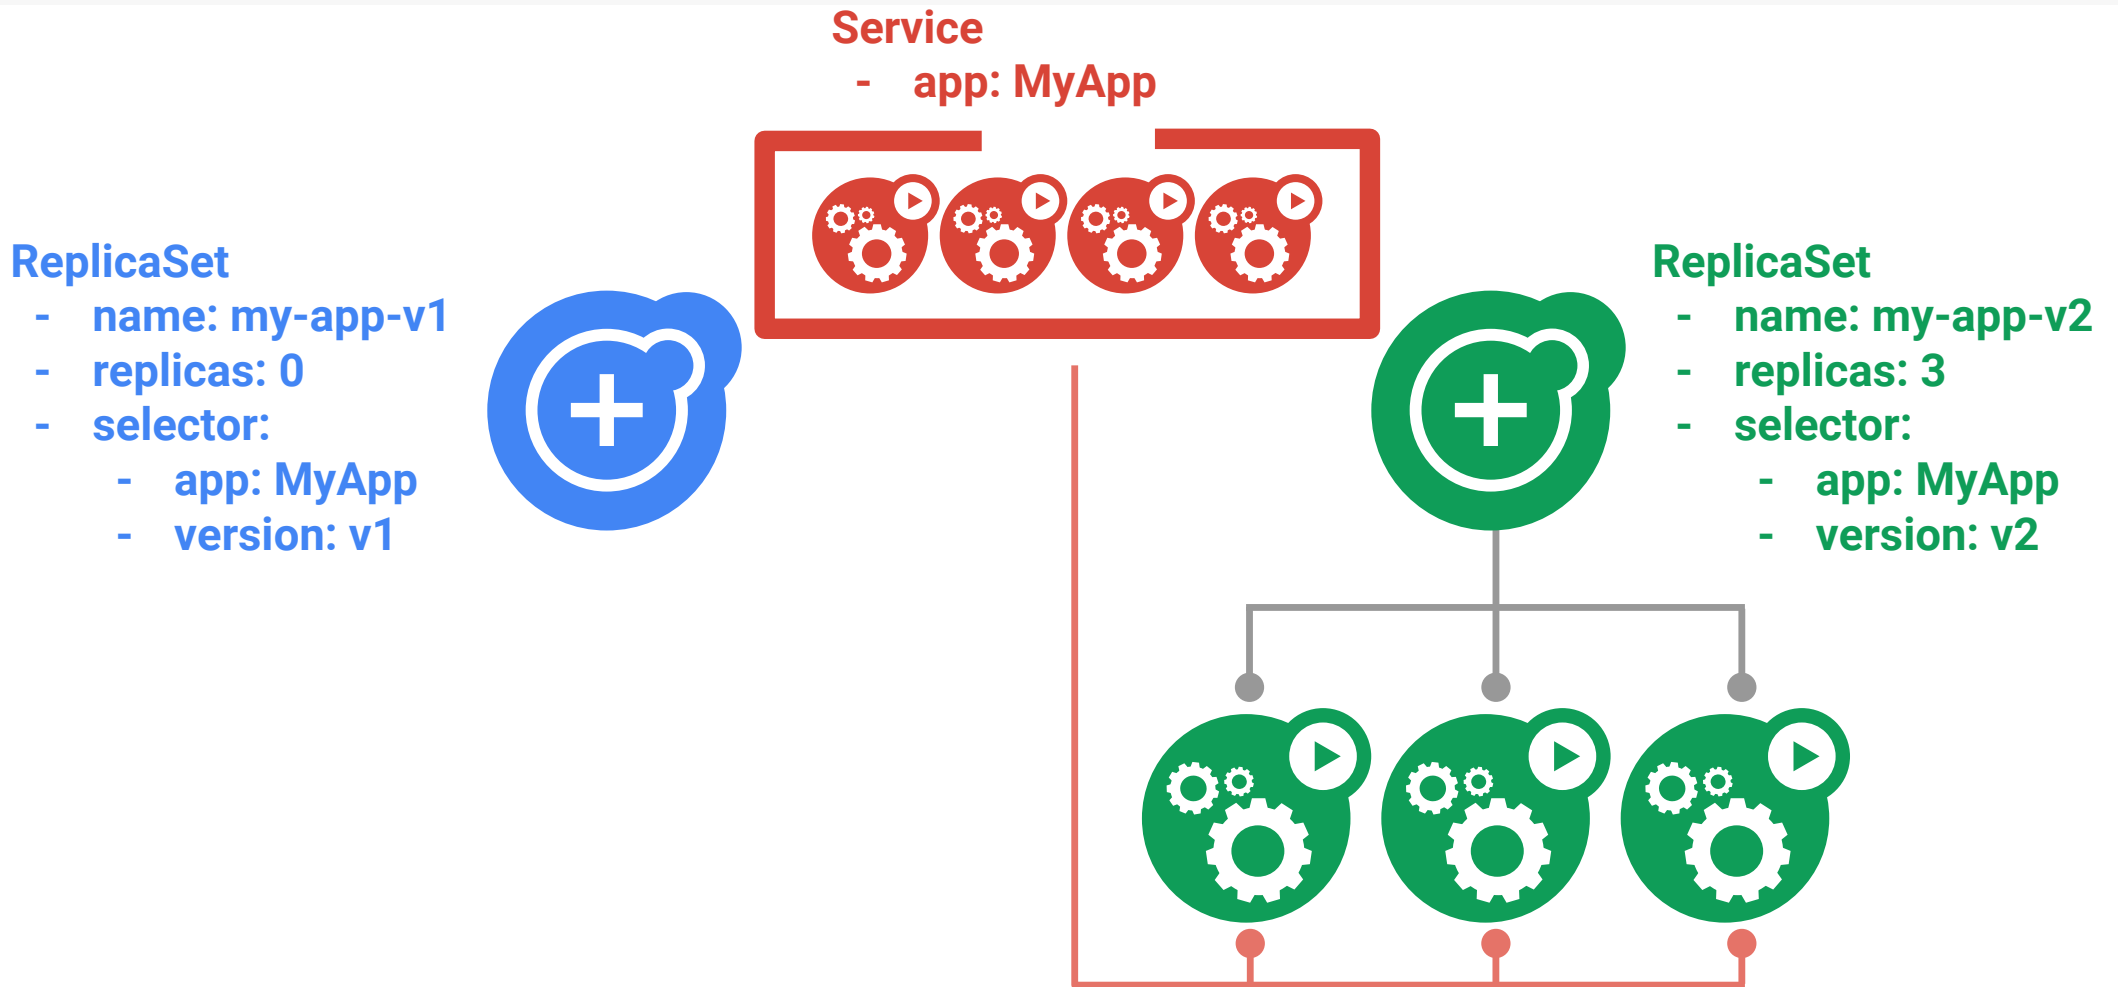 Service
- app: MyApp
ReplicaSet
- name: my-app-v1
- replicas: 0
- selector:
- app: MyApp
- version: v1
ReplicaSet
- name: my-app-v2
- replicas: 3
- selector:
- app: MyApp
- version: v2